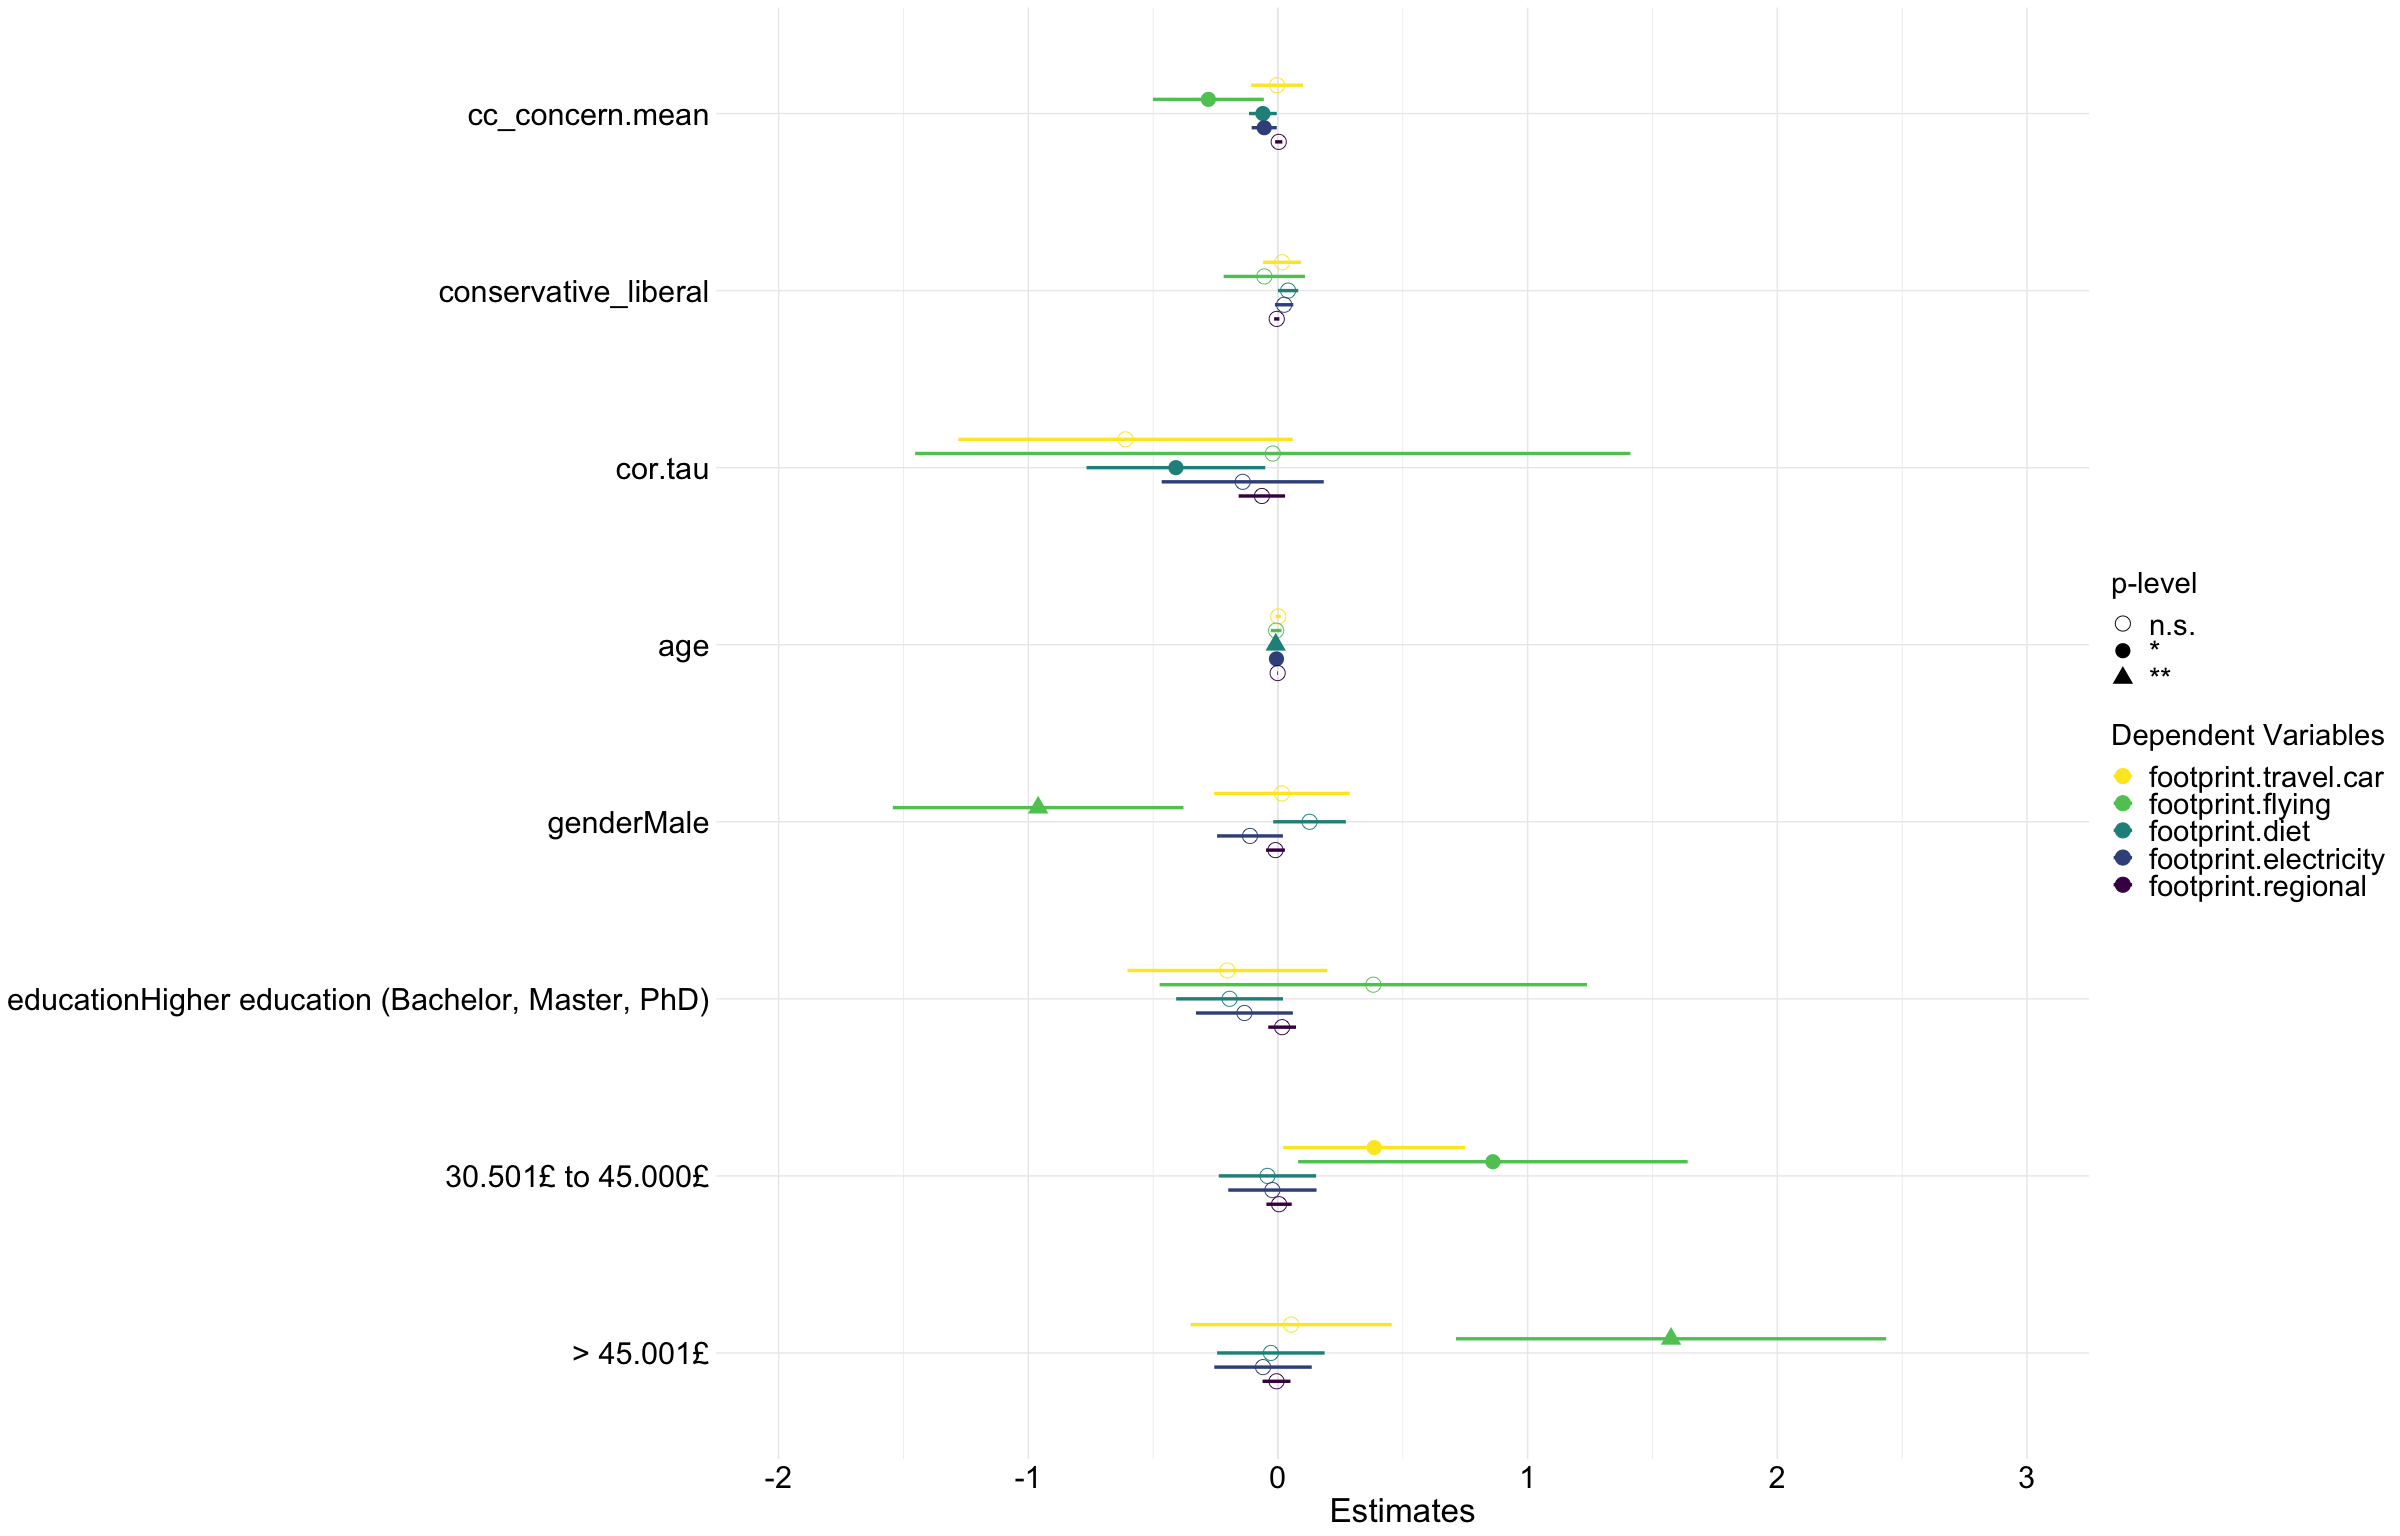 cc_concern.mean
conservative_liberal
cor.tau
age
genderMale
educationHigher education (Bachelor, Master, PhD)
30.501£ to 45.000£
> 45.001£
-2 -1 0 1 2 3
Estimates
p-level
n.s.
*
**
Dependent Variables
footprint.travel.car
footprint.flying
footprint.diet
footprint.electricity
footprint.regional